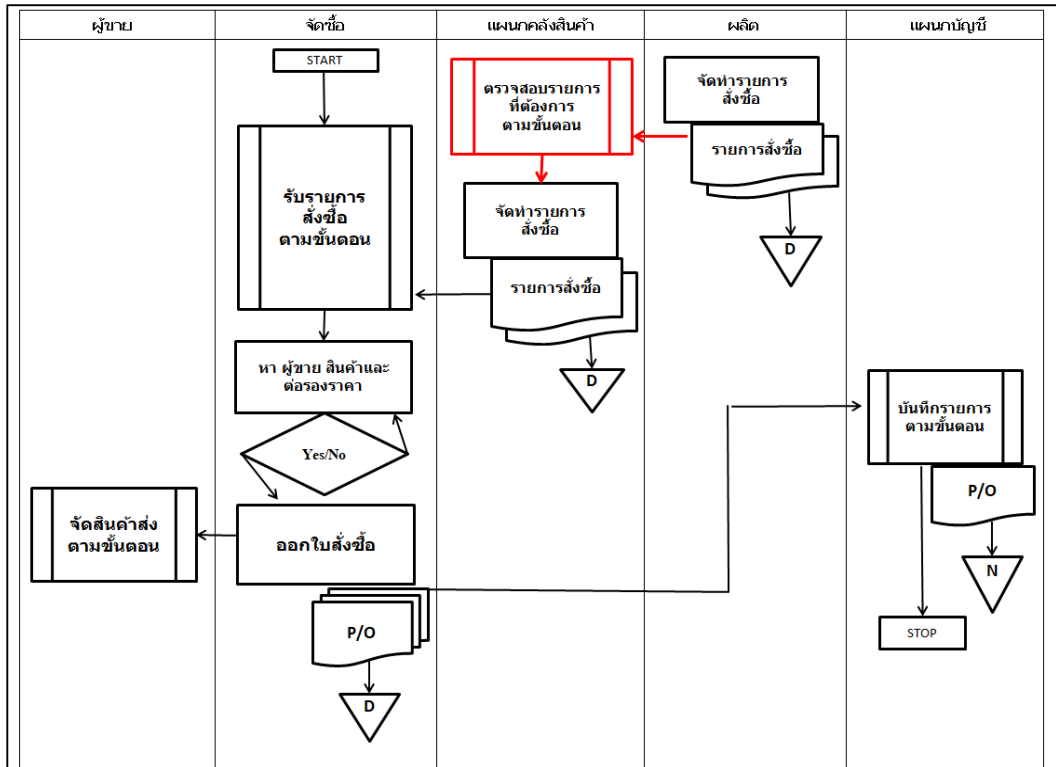 ผู้ขาย
จัดซื้อ
แผนกคลังสินค้า
ผลิต
แผนกบัญชี
START
รับรายการ
สั่งซื้อ
ตามขั้นตอน
หา ผู้ขาย สินค้าและ
ต่อรองราคา
Yes/No
ออกใบสั่งซื้อ
P/O
D
จัดสินค้าส่ง
ตามขั้นตอน
ตรวจสอบรายการ
ที่ต้องการ
ตามขั้นตอน
จัดทำรายการ
สั่งซื้อ
รายการสั่งซื้อ
D
จัดทำรายการ
สั่งซื้อ
รายการสั่งซื้อ
D
บันทึกรายการ
ตามขั้นตอน
P/O
N
STOP